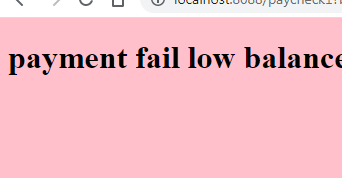 localhost:8080/paycheck1?
payment fail low balance